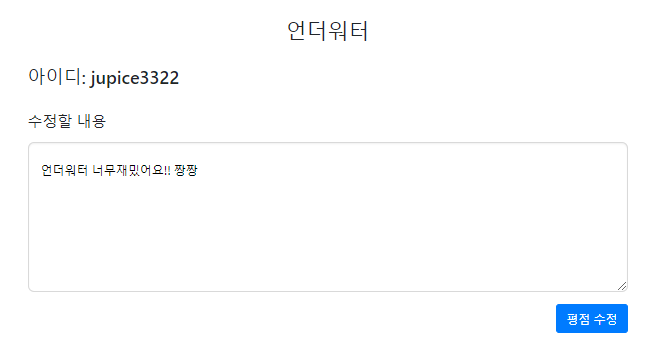 언더워터
아이디: jupice3322
수정할 내용
언더워터 너무재밌어요!! 짱짱
평점 수정